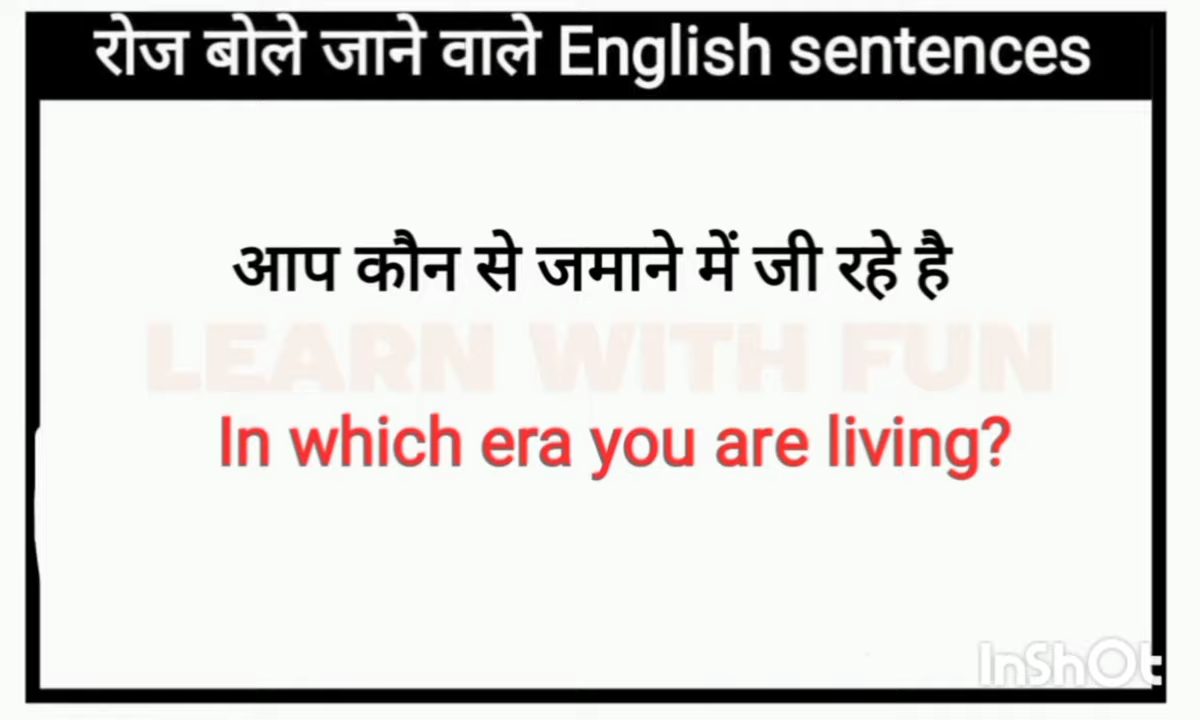 रोज बोले जाने वाले English sentences
आप कौन से जमाने में जी रहे है
LEARN WITH FUN
In which era you are living?
InShOt